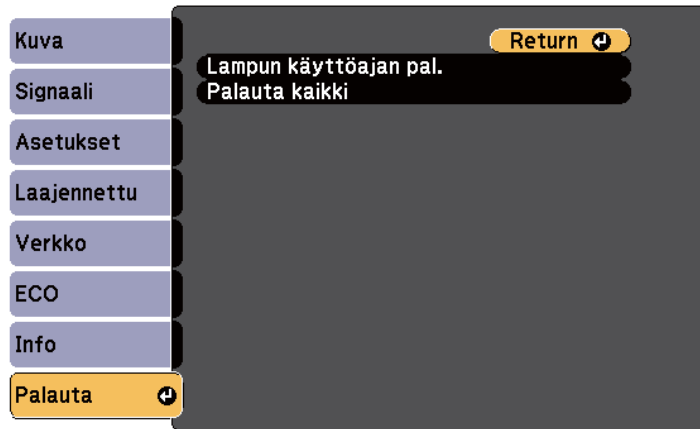 Kuva
Signaali
Asetukset
Laajennettu
Verkko
ECO
Info
Palauta
Return
Lampun käyttöajan pal.
Palauta kaikki